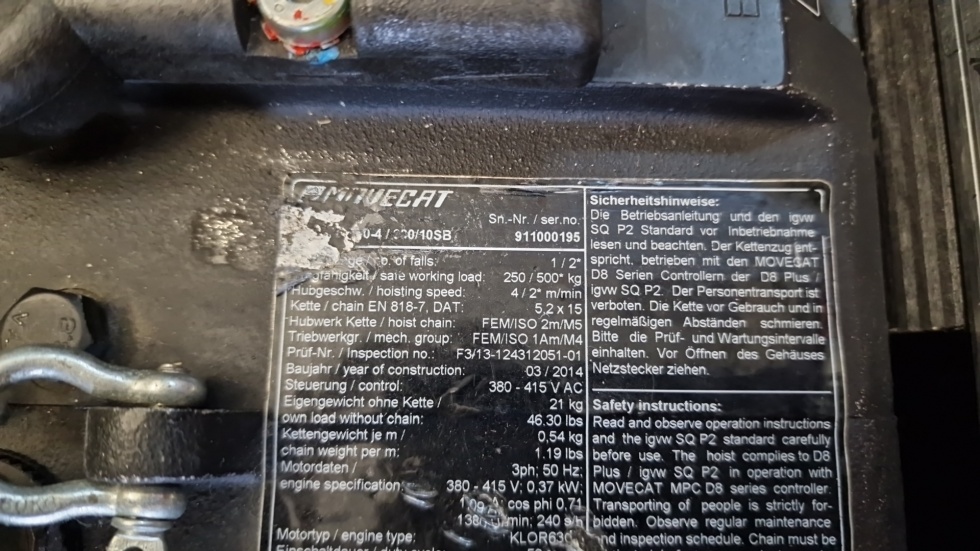 MOVECAT
Sn.-Nr. / ser.no.
/10SB
911000195
of falls:
1 / 2*
/ safe working load:
250 / 500* kg
Hubgeschw. / hoisting speed:
4 / 2* m/min
Kette / chain EN 818-7, DAT:
5,2 x 15
Hubwerk Kette / hoist chain:
FEM/ISO 2m/M5
Triebwerkgr. / mech. group:
FEM/ISO 1Am/M4
Prüf-Nr. / Inspection no.:
F3/13-124312051-01
Baujahr / year of construction:
03 / 2014
Steuerung / control:
380 - 415 V AC
Eigengewicht ohne Kette /
21 kg
own load without chain:
46.30 lbs
Kettengewicht je m /
0,54 kg
chain weight per m:
1.19 lbs
Motordaten /
3ph; 50 Hz;
engine specification:
380 - 415 V; 0,37 kW;
cos phi 0,71
240 s/h
Motortyp / engine type:
Sicherheitshinweise:
Die Betriebsanleitung und den igvw
SQ P2 Standard vor Inbetriebnahme
lesen und beachten. Der Kettenzug ent-
spricht, betrieben mit den MOVECAT
D8 Serien Controllern der D8 Plus /
igvw SQ P2. Der Personentransport ist
verboten. Die Kette vor Gebrauch und in
regelmäßigen Abständen schmieren.
Bitte die Prüf- und Wartungsintervalle
einhalten. Vor Öffnen des Gehäuses
Netzstecker ziehen.
Safety instructions:
Read and observe operation instructions
and the igvw SQ P2 standard carefully
before use. The hoist complies to D8
Plus / igvw SQ P2 in operation with
MOVECAT MPC D8 series controller.
Transporting of people is strictly for-
bidden. Observe regular maintenance
and inspection schedule. Chain must be